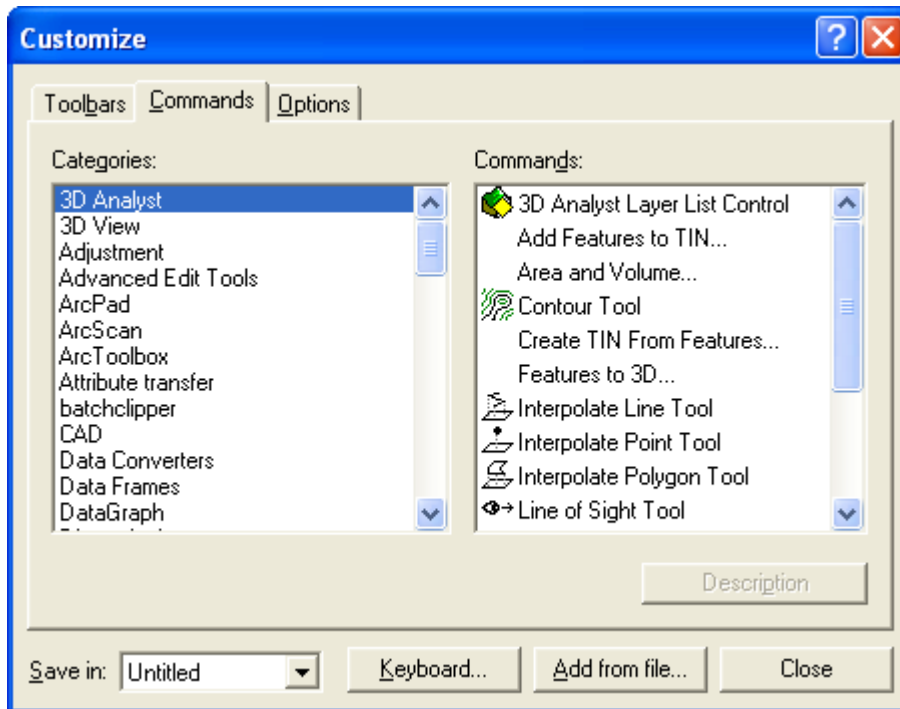 Customize
Toolbars Commands Options
Categories:
3D Analyst
3D View
Adjustment
Advanced Edit Tools
ArcPad
ArcScan
ArcToolbox
Attribute transfer
batchclipper
CAD
Data Converters
Data Frames
DataGraph
Commands:
3D Analyst Layer List Control
Add Features to TIN...
Area and Volume...
Contour Tool
Create TIN From Features...
Features to 3D...
Interpolate Line Tool
Interpolate Point Tool
Interpolate Polygon Tool
Line of Sight Tool
Description
Save in: Untitled Keyboard... Add from file... Close